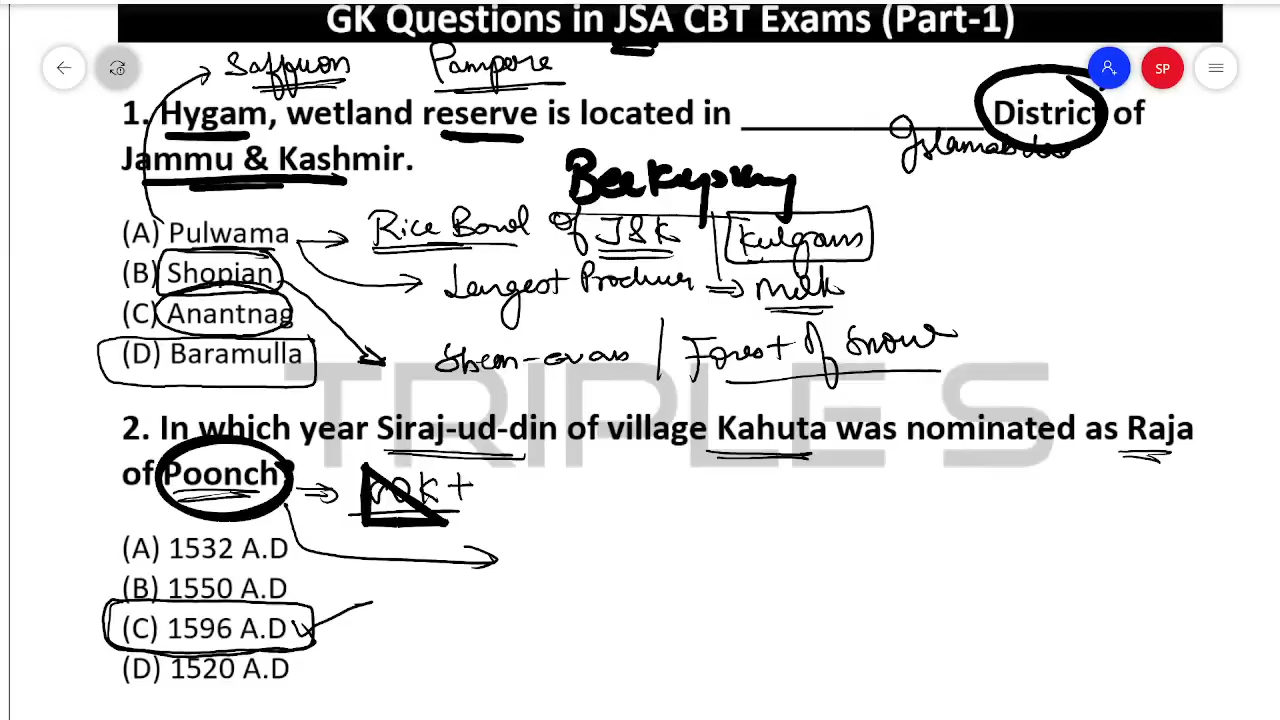 GK Questions in JSA CBT Exams (Part-1)
Saffron Pampore
SP
1. Hygam, wetland reserve is located in ____________ District of
Islamabad
Jammu & Kashmir.
Beekeeping
(A) Pulwama → Rice Bowl of J&K | Kulgam
(B) Shopian → Largest Producer ⇒ Milk
(C) Anantnag
(D) Baramulla
Forest of Snow
TRIPLE S
2. In which year Siraj-ud-din of village Kahuta was nominated as Raja
of Poonch?
(A) 1532 A.D
(B) 1550 A.D
(C) 1596 A.D
(D) 1520 A.D